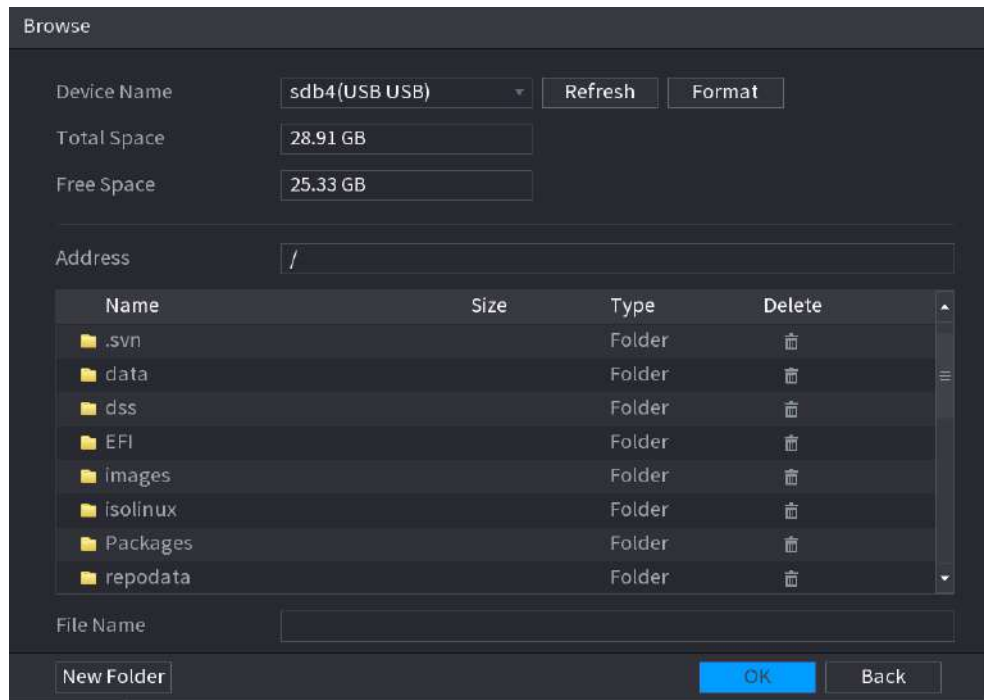 Browse
Device Name sdb4(USB USB) Refresh Format
Total Space 28.91 GB
Free Space 25.33 GB
Address /
Name Size Type Delete
.svn Folder
data Folder
dss Folder
EFI Folder
images Folder
isolinux Folder
Packages Folder
repodata Folder
File Name
New Folder OK Back